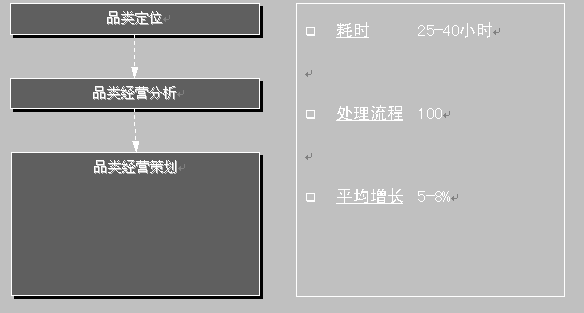 品类定位
品类经营分析
品类经营策划
耗时 25-40小时
处理流程 100
平均增长 5-8%